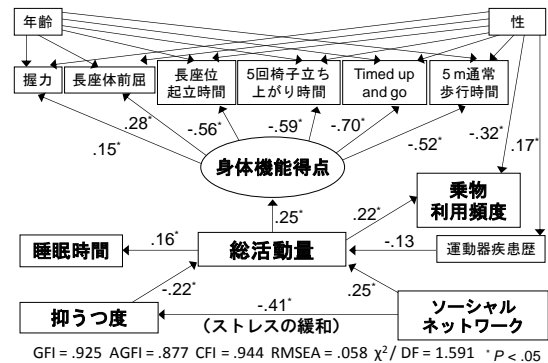 年齢
性
握力
長座体前屈
長座位
起立時間
5回椅子立ち
上がり時間
Timed up
and go
5 m通常
歩行時間
.15*
.28*
-.56*
-.59*
-.70*
-.52*
-.32*
.17*
身体機能得点
乗物
利用頻度
.25*
.22*
睡眠時間
.16*
総活動量
-.13
運動器疾患歴
-.22*
.25*
抑うつ度
-.41*
(ストレスの緩和)
ソーシャル
ネットワーク
GFI = .925 AGFI = .877 CFI = .944 RMSEA = .058 χ²/ DF = 1.591 * P < .05